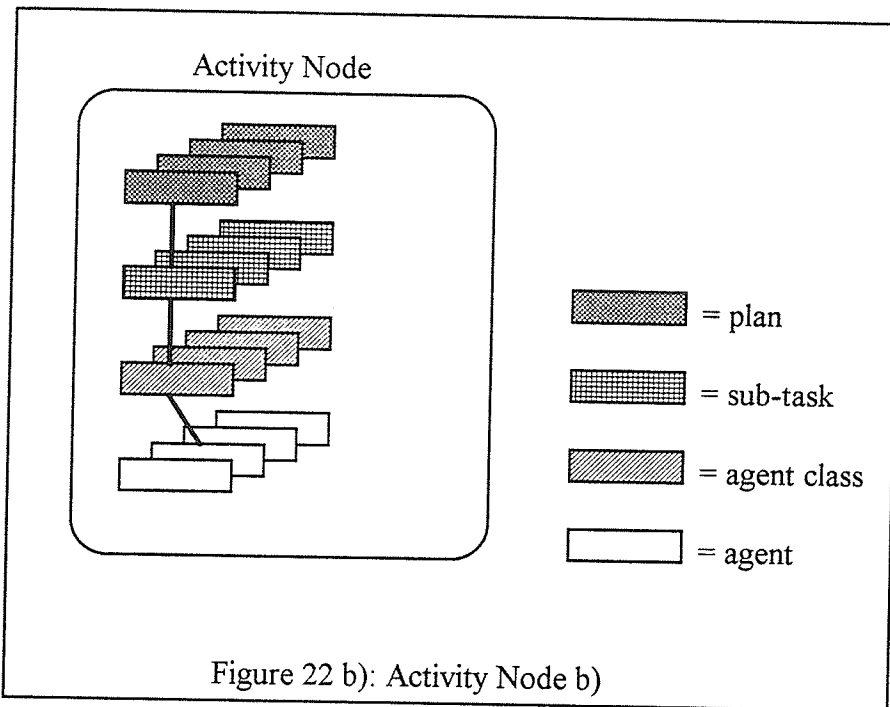 Activity Node
= plan
= sub-task
= agent class
= agent
Figure 22 b): Activity Node b)